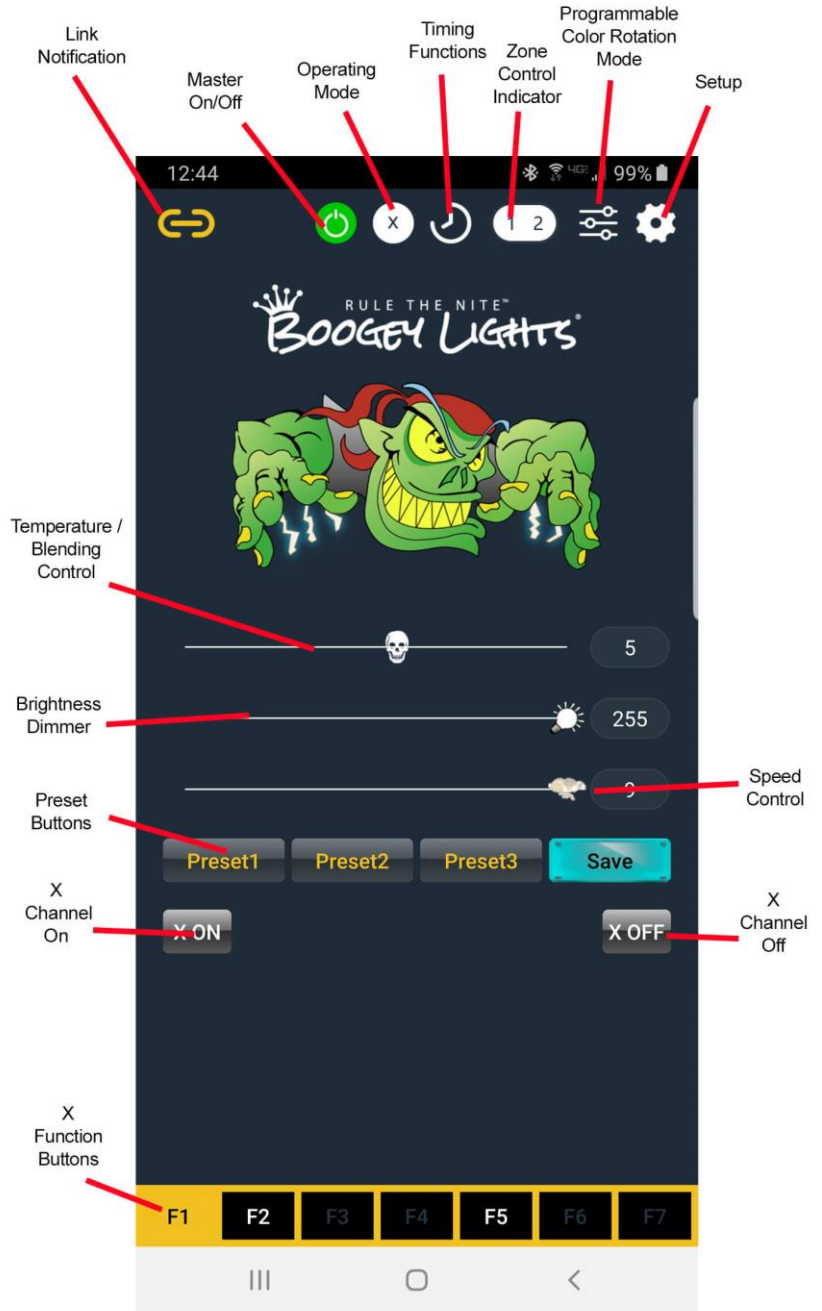 Link
Notification
Master
On/Off
Operating
Mode
Timing
Functions
Zone
Control
Indicator
Programmable
Color Rotation
Mode
Setup
12:44
4GE
99%
X
1 2
RULE THE NITE™
BOOGEY LIGHTS®
Temperature /
Blending
Control
5
Brightness
Dimmer
255
Speed
Control
9
Preset
Buttons
Preset1 Preset2 Preset3 Save
X
Channel
On
X ON
X OFF
X
Channel
Off
X
Function
Buttons
F1 F2 F3 F4 F5 F6 F7